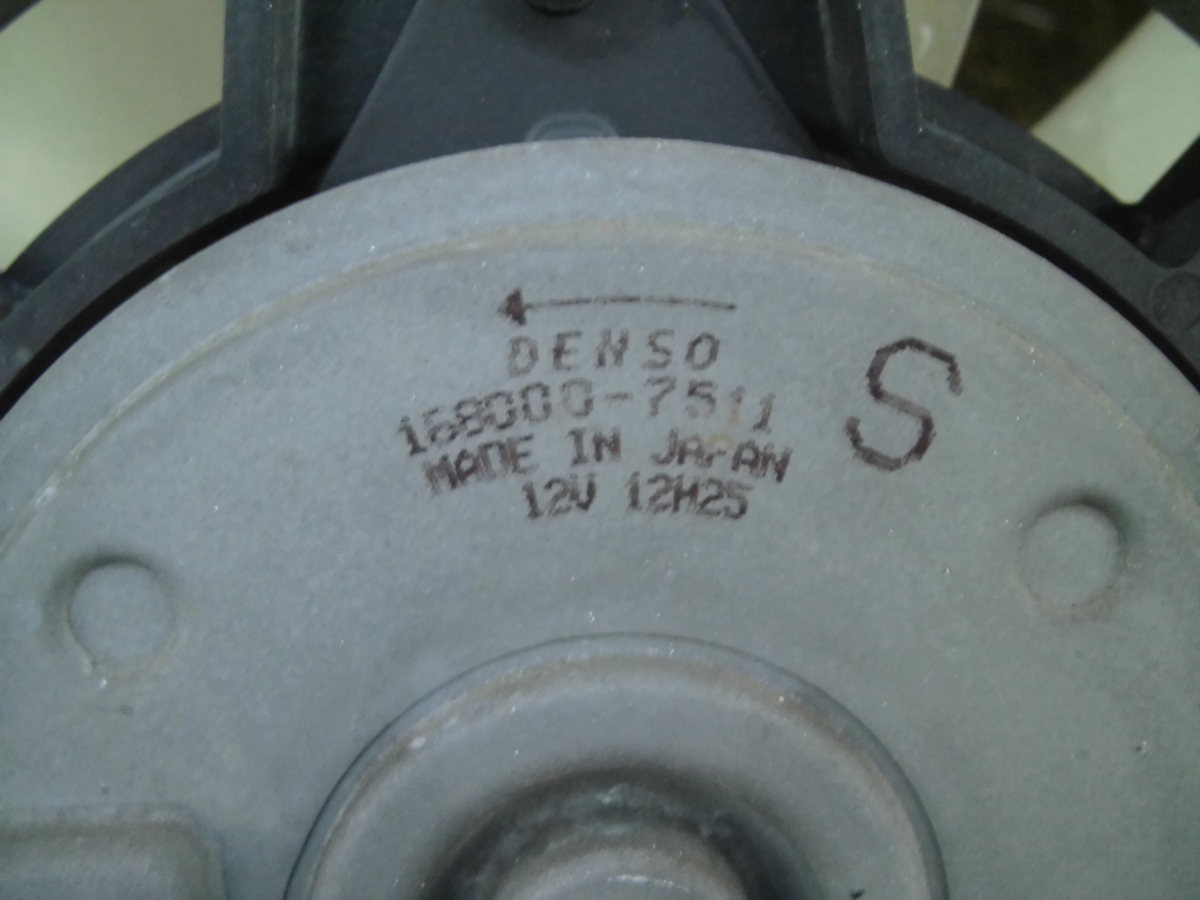 DENSO
168000-7511
MADE IN JAPAN
12V 12H25
S